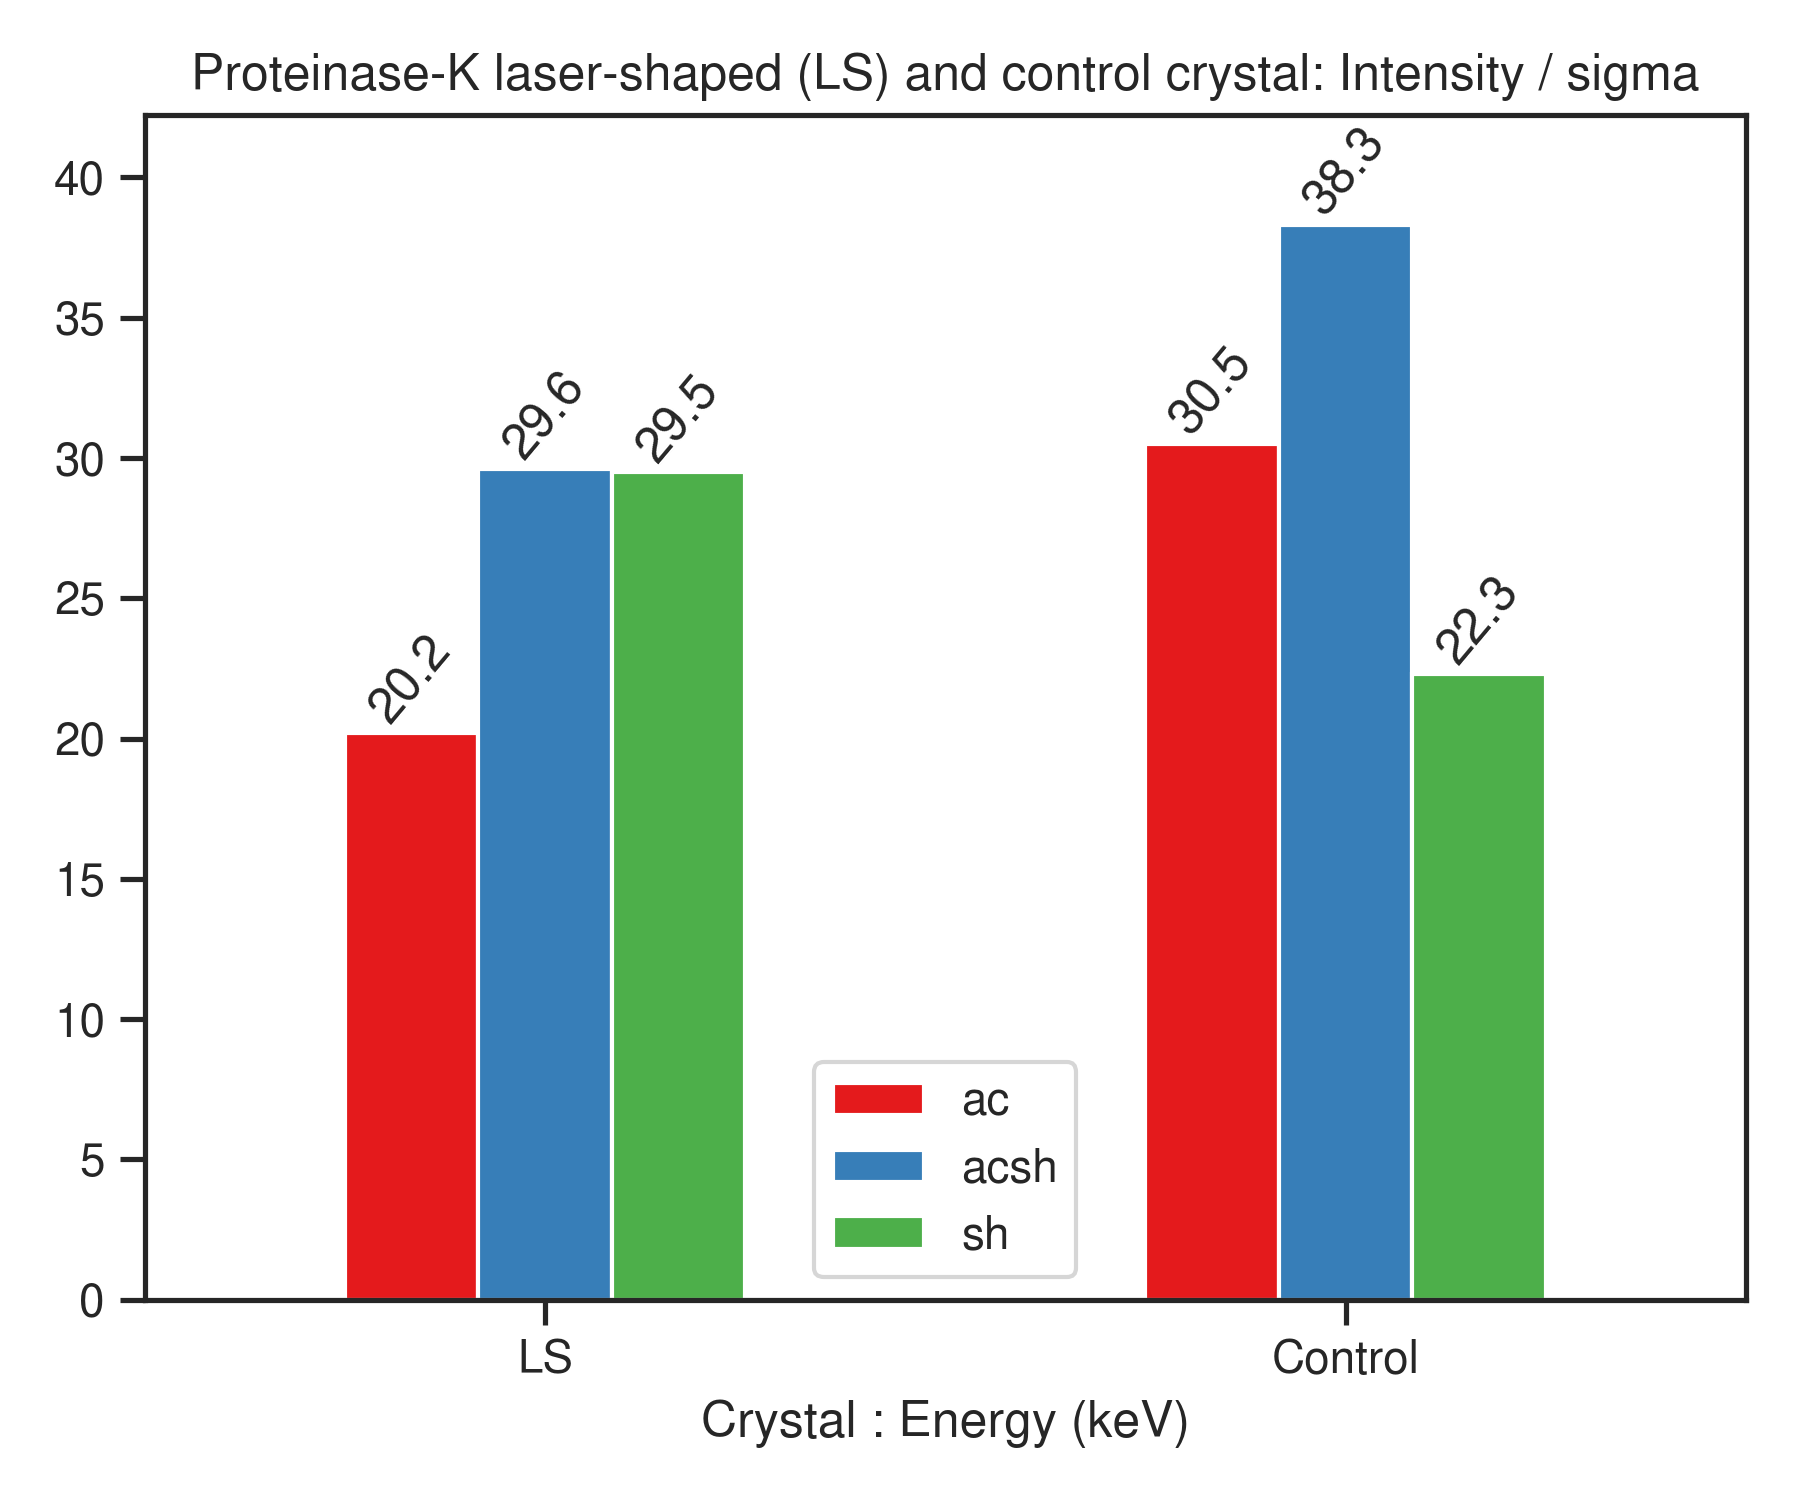 Proteinase-K laser-shaped (LS) and control crystal: Intensity / sigma
40
35
30
25
20
15
10
5
0
20.2
29.6
29.5
30.5
38.3
22.3
ac
acsh
sh
LS
Control
Crystal : Energy (keV)